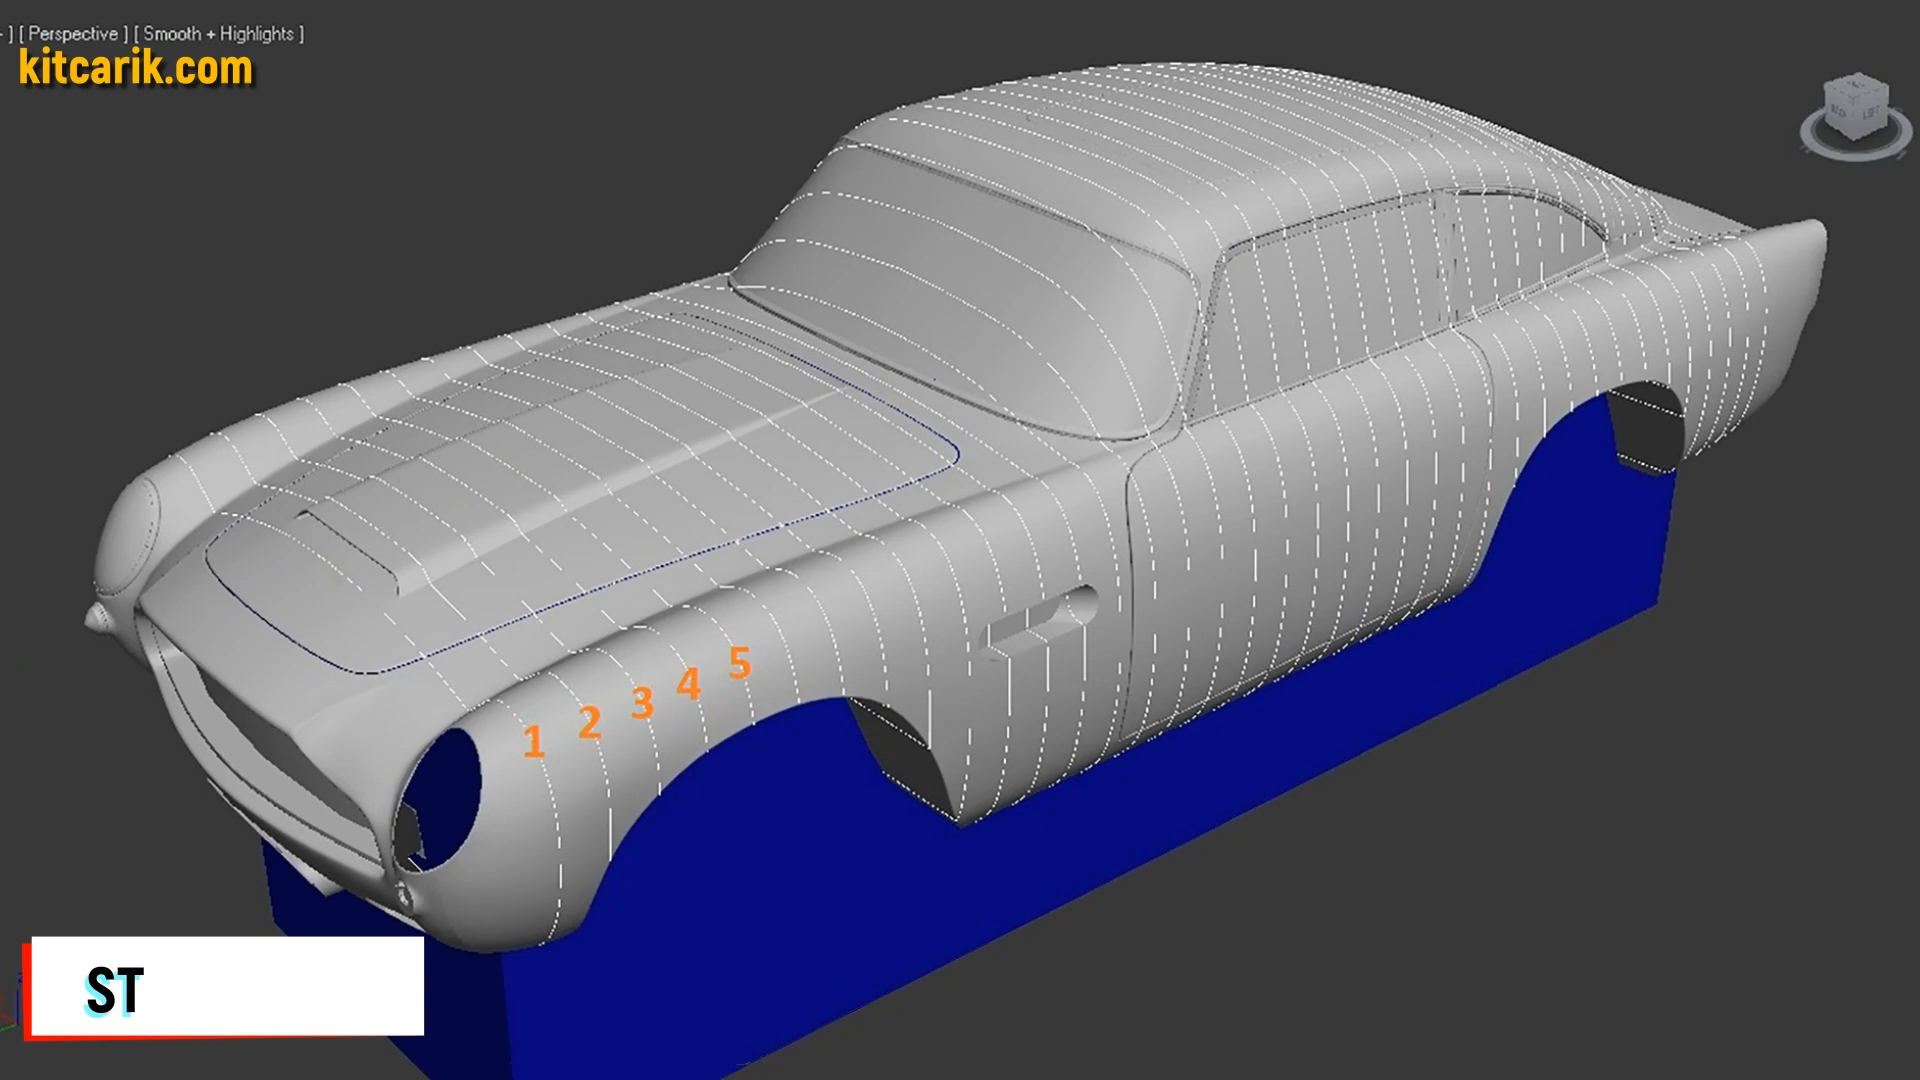 - ] [ Perspective ] [ Smooth + Highlights ]
kitcarik.com
1 2 3 4 5
ST